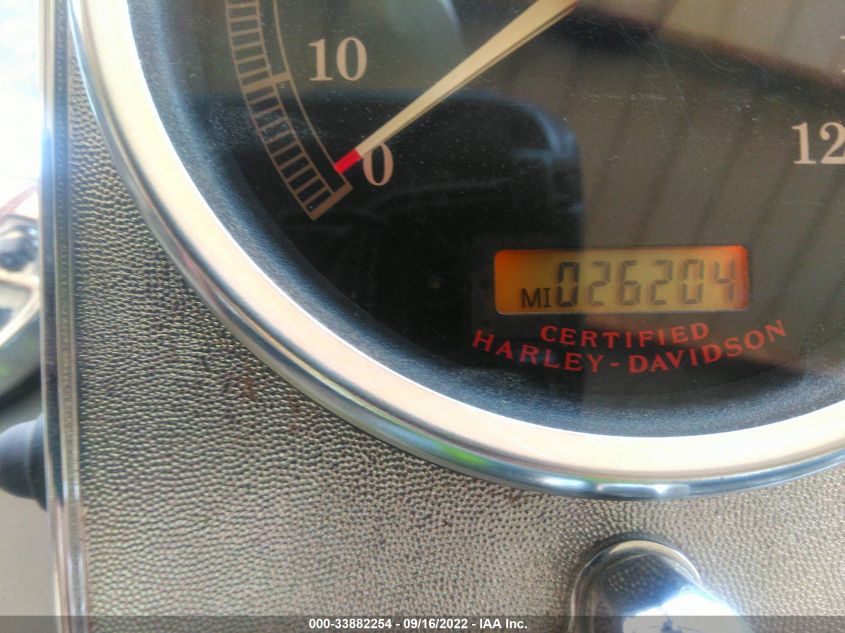 10
0
12
MI 026204
CERTIFIED
HARLEY-DAVIDSON
000-33882254 - 09/16/2022 - IAA Inc.